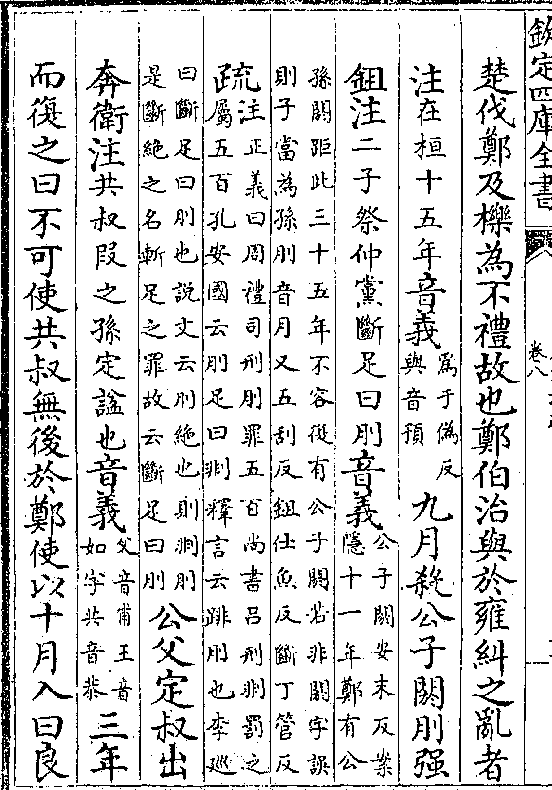 欽定四庫全書
卷八
楚伐鄭及櫟為不禮故也鄭伯治與於雍糾之亂者
注在桓十五年音義為于偽反與音預九月殺公子閼刖强
鉏注二子祭仲黨斷足曰刖音義公子閼安末反案隱十一年鄭有公
孫閼距此三十五年不容復有公子閼若非閼字誤
則子當為孫刖音月又五刮反鉏仕魚反斷丁管反
疏注正義曰周禮司刑刖罪五百尚書呂刑剕罰之
屬五百孔安國云刖足曰剕釋言云跀刖也李巡
曰斷足曰刖也說文云刖絶也則剕刖
是斷絶之名斬足之罪故云斷足曰刖公父定叔出
奔衛注共叔叚之孫定諡也音義父音甫王音如字共音恭三年
而復之曰不可使共叔無後於鄭使以十月入曰良